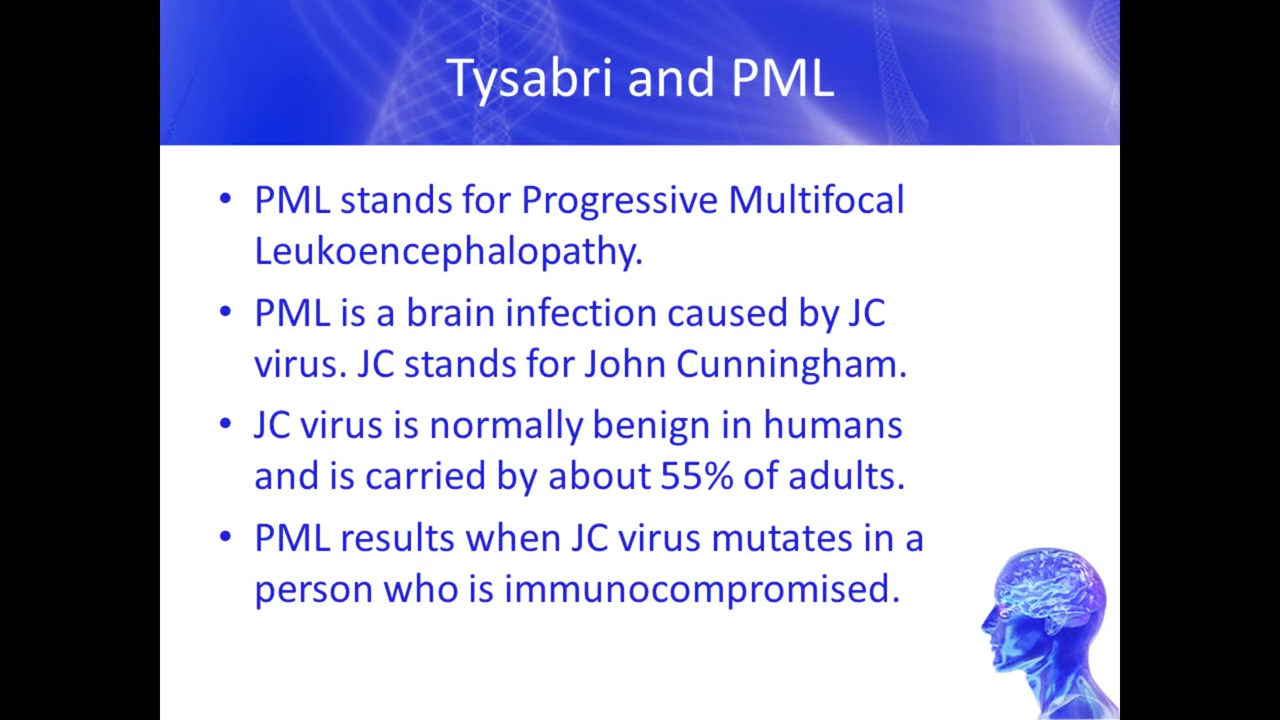 Tysabri and PML
• PML stands for Progressive Multifocal
Leukoencephalopathy.
• PML is a brain infection caused by JC
virus. JC stands for John Cunningham.
• JC virus is normally benign in humans
and is carried by about 55% of adults.
• PML results when JC virus mutates in a
person who is immunocompromised.